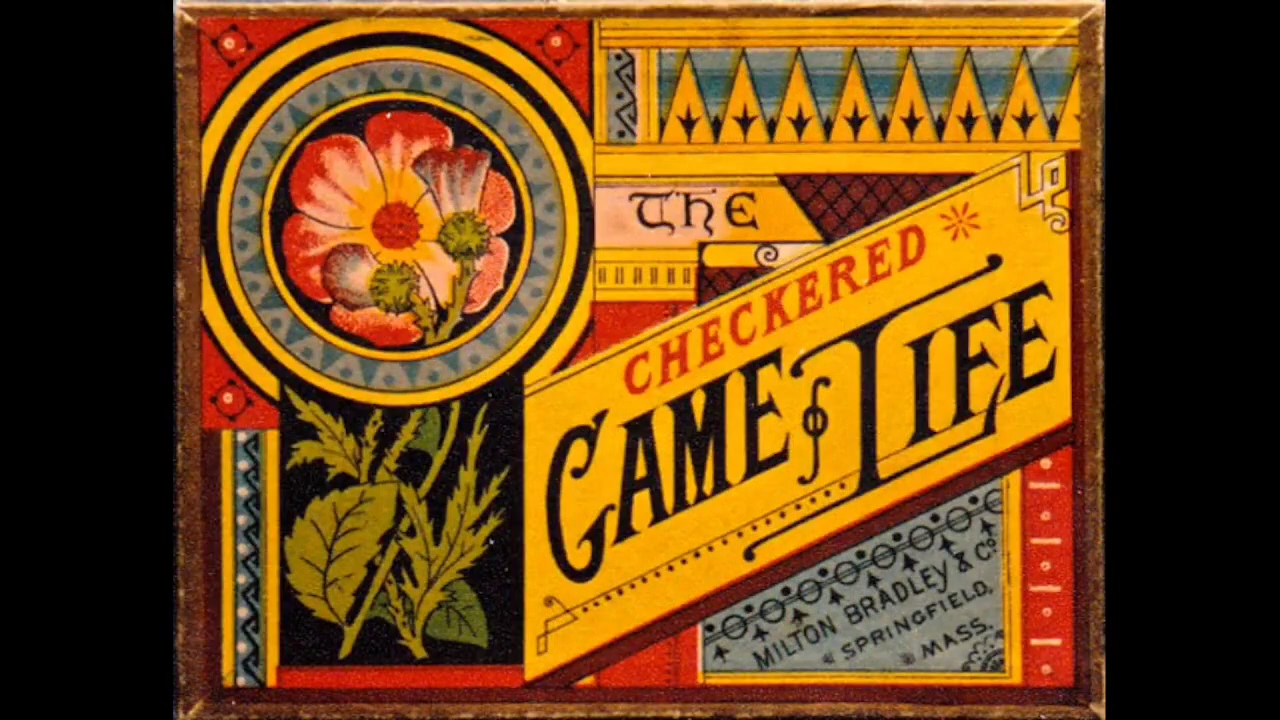 THE
CHECKERED
GAME of LIFE
MILTON BRADLEY & Co.
SPRINGFIELD,
MASS.